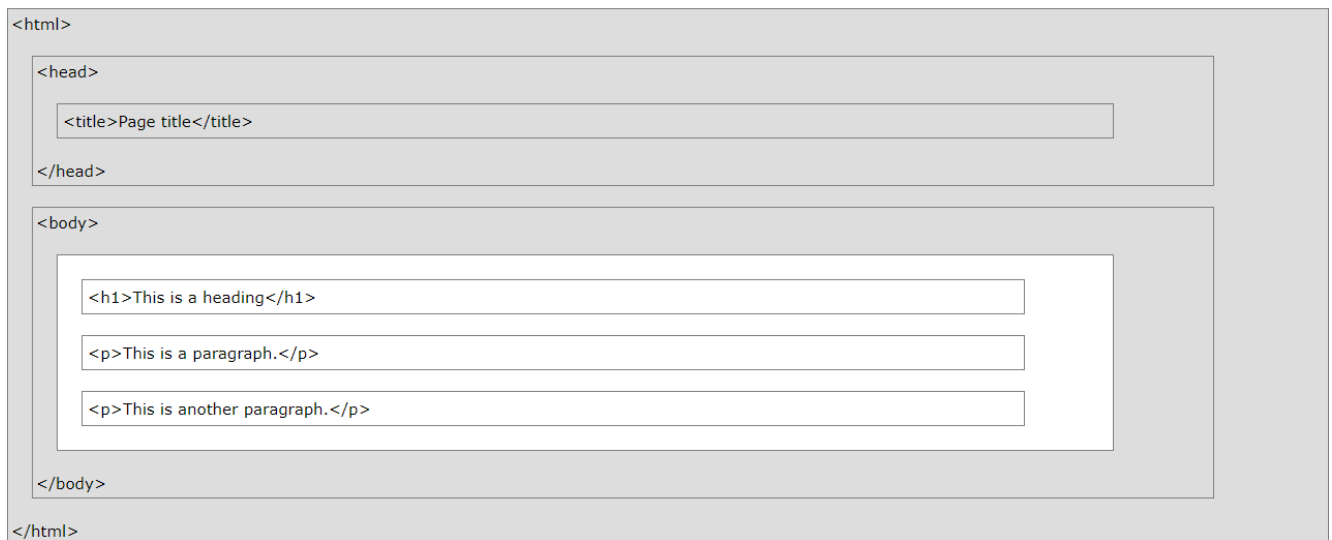 <html>
<head>
<title>Page title</title>
</head>
<body>
<h1>This is a heading</h1>
<p>This is a paragraph.</p>
<p>This is another paragraph.</p>
</body>
</html>